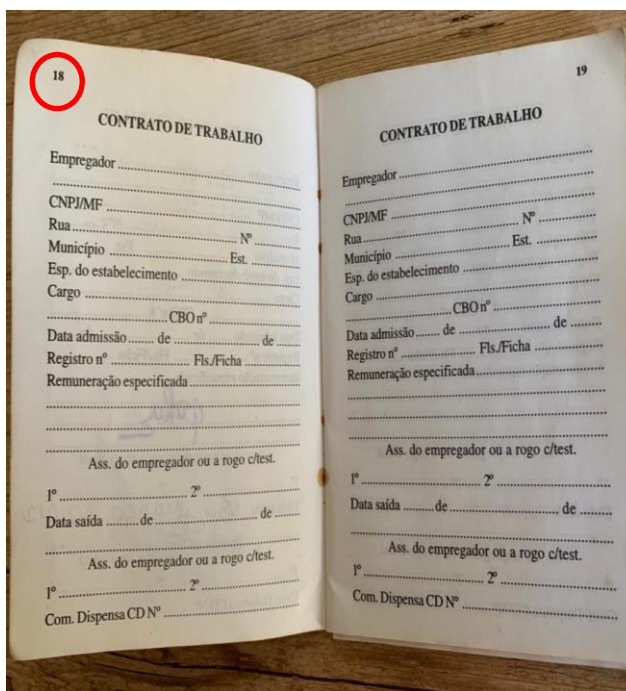 18
CONTRATO DE TRABALHO
Empregador ........................................
........................................................
CNPJ/MF ........................................
Rua ........................................ Nº ............
Município ................................ Est. ............
Esp. do estabelecimento ............................
Cargo ........................................
.............................. CBO nº ....................
Data admissão ....... de .................... de .........
Registro nº ................ Fls./Ficha ................
Remuneração especificada ............................
........................................................
........................................................
........................................................
Ass. do empregador ou a rogo c/test.
1º .............................. 2º ....................
Data saída ......... de .................... de .......
........................................................
Ass. do empregador ou a rogo c/test.
1º .............................. 2º ....................
Com. Dispensa CD Nº ................................
19
CONTRATO DE TRABALHO
Empregador ........................................
........................................................
CNPJ/MF ........................................
Rua ........................................ Nº ............
Município ................................ Est. ............
Esp. do estabelecimento ............................
Cargo ........................................
.............................. CBO nº ....................
Data admissão ....... de .................... de .........
Registro nº ................ Fls./Ficha ................
Remuneração especificada ............................
........................................................
........................................................
........................................................
Ass. do empregador ou a rogo c/test.
1º .............................. 2º ....................
Data saída ......... de .................... de .......
........................................................
Ass. do empregador ou a rogo c/test.
1º .............................. 2º ....................
Com. Dispensa CD Nº ................................